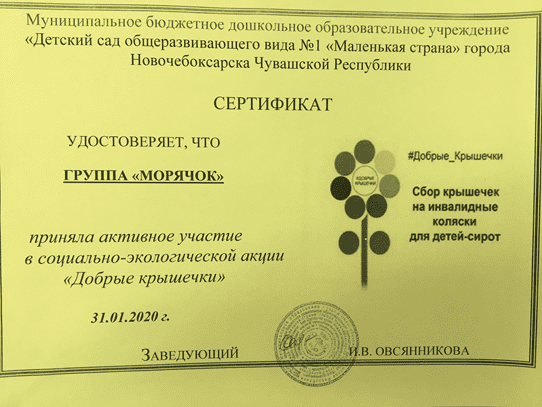 Муниципальное бюджетное дошкольное образовательное учреждение
«Детский сад общеразвивающего вида №1 «Маленькая страна» города
Новочебоксарска Чувашской Республики
СЕРТИФИКАТ
УДОСТОВЕРЯЕТ, ЧТО
ГРУППА «МОРЯЧОК»
#Добрые_Крышечки
#ДОБРЫЕ
КРЫШЕЧКИ
Сбор крышечек
на инвалидные
коляски
для детей-сирот
приняла активное участие
в социально-экологической акции
«Добрые крышечки»
31.01.2020 г.
ЗАВЕДУЮЩИЙ И.В. ОВСЯННИКОВА